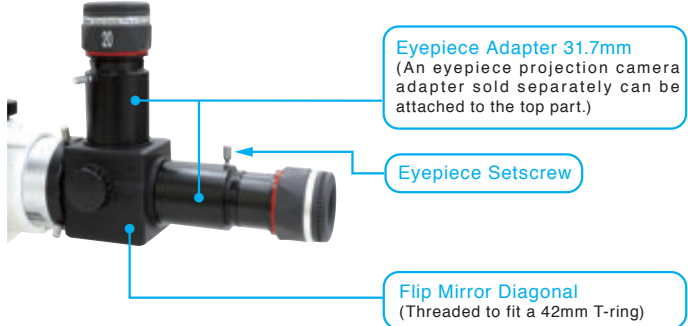 20
Eyepiece Adapter 31.7mm
(An eyepiece projection camera
adapter sold separately can be
attached to the top part.)
Eyepiece Setscrew
Flip Mirror Diagonal
(Threaded to fit a 42mm T-ring)